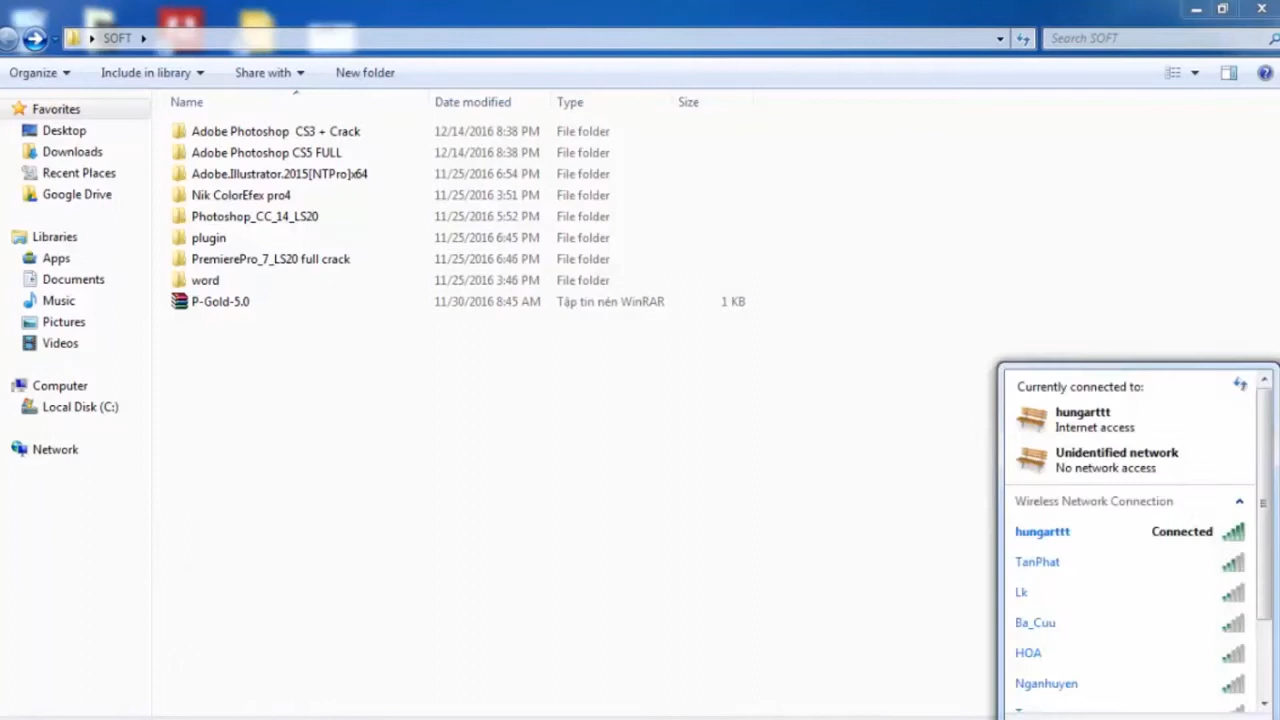 SOFT
Search SOFT
Organize Include in library Share with New folder
Name Date modified Type Size
Favorites
Desktop
Downloads
Recent Places
Google Drive
Libraries
Apps
Documents
Music
Pictures
Videos
Computer
Local Disk (C:)
Network
Adobe Photoshop CS3 + Crack 12/14/2016 8:38 PM File folder
Adobe Photoshop CS5 FULL 12/14/2016 8:38 PM File folder
Adobe.Illustrator.2015[NTPro]x64 11/25/2016 6:54 PM File folder
Nik ColorEfex pro4 11/25/2016 3:51 PM File folder
Photoshop_CC_14_LS20 11/25/2016 5:52 PM File folder
plugin 11/25/2016 6:45 PM File folder
PremierePro_7_LS20 full crack 11/25/2016 6:46 PM File folder
word 11/25/2016 3:46 PM File folder
P-Gold-5.0 11/30/2016 8:45 AM Tập tin nén WinRAR 1 KB
Currently connected to:
hungarttt
Internet access
Unidentified network
No network access
Wireless Network Connection
hungarttt Connected
TanPhat
Lk
Ba_Cuu
HOA
Nganhuyen